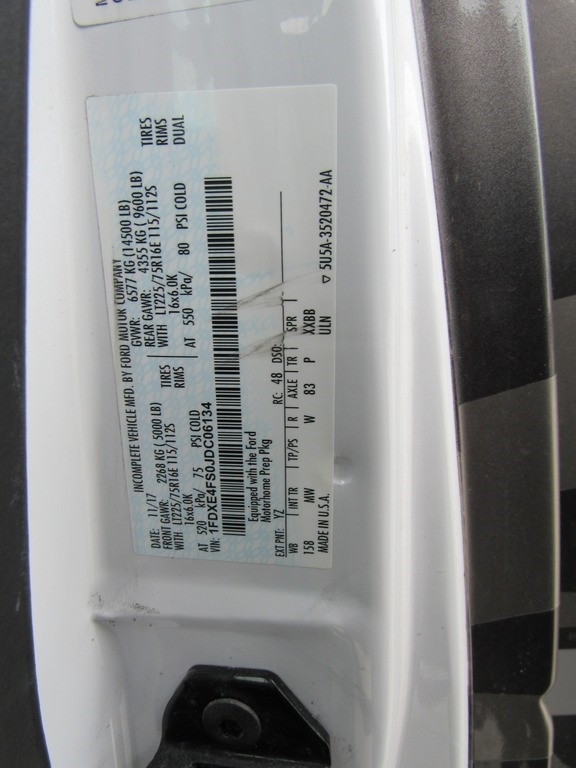 INCOMPLETE VEHICLE MFD. BY FORD MOTOR COMPANY
DATE: 11/17 GVWR: 6577 KG (14500 LB)
FRONT GAWR: 2268 KG (5000 LB) REAR GAWR: 4355 KG ( 9600 LB)
WITH LT225/75R16E 115/112S TIRES WITH LT225/75R16E 115/112S TIRES
16x6.0K RIMS 16x6.0K RIMS
AT 520 kPa/ 75 PSI COLD AT 550 kPa/ 80 PSI COLD DUAL
VIN: 1FDXE4FS0JDC06134
Equipped with the Ford
Motorhome Prep Pkg
EXT PNT: YZ RC: 48 DSO:
WB INT TR TP/PS R AXLE TR SPR
158 MW W 83 P XXBB
MADE IN U.S.A. ULN
▽ 5U5A-3520472-AA